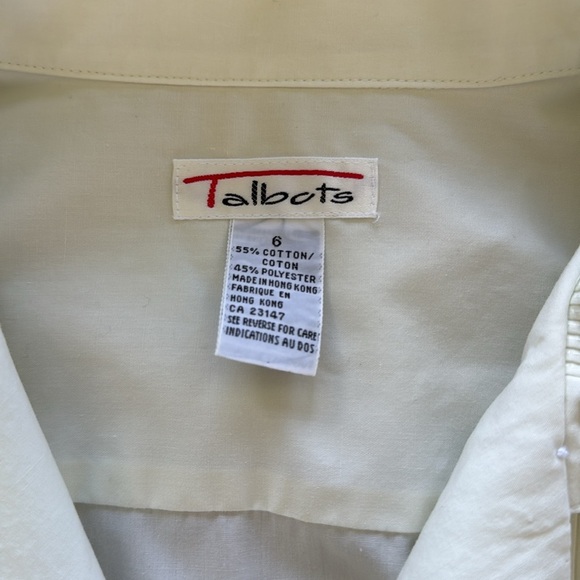 Talbots
6
55% COTTON/
COTON
45% POLYESTER
MADE IN HONG KONG
FABRIQUE EN
HONG KONG
CA 23147
SEE REVERSE FOR CARE
INDICATIONS AU DOS